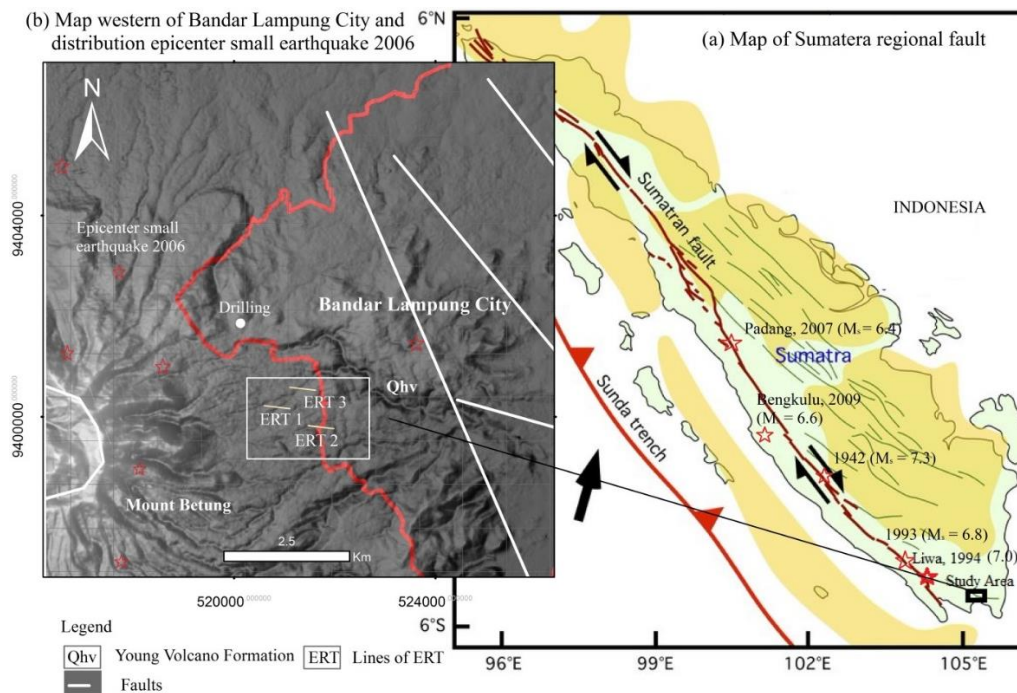 (b) Map western of Bandar Lampung City and
distribution epicenter small earthquake 2006
N
9404000
9400000
Epicenter small
earthquake 2006
Drilling
Bandar Lampung City
Qhv
ERT 3
ERT 1
ERT 2
Mount Betung
2.5
Km
520000
524000
Legend
Qhv Young Volcano Formation ERT Lines of ERT
Faults
6°N
(a) Map of Sumatera regional fault
INDONESIA
Sumatran fault
Padang, 2007 (Mₛ = 6.4)
Sumatra
Sunda trench
Bengkulu, 2009
(Mₛ = 6.6)
1942 (Mₛ = 7.3)
1993 (Mₛ = 6.8)
Liwa, 1994 (7.0)
Study Area
6°S
96°E
99°E
102°E
105°E